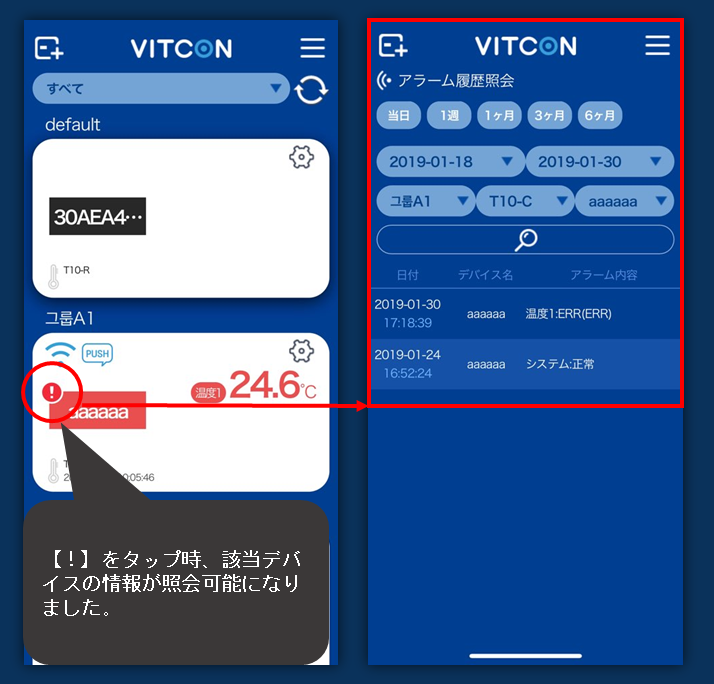 VITCON
すべて
default
30AEA4…
T10-R
그룹A1
PUSH
温度1 24.6℃
!
aaaaaa
:05:46
【！】をタップ時、該当デバ
イスの情報が照会可能になり
ました。
VITCON
アラーム履歴照会
当日 1週 1ヶ月 3ヶ月 6ヶ月
2019-01-18 2019-01-30
그룹A1 T10-C aaaaaa
日付 デバイス名 アラーム内容
2019-01-30
17:18:39 aaaaaa 温度1:ERR(ERR)
2019-01-24
16:52:24 aaaaaa システム:正常